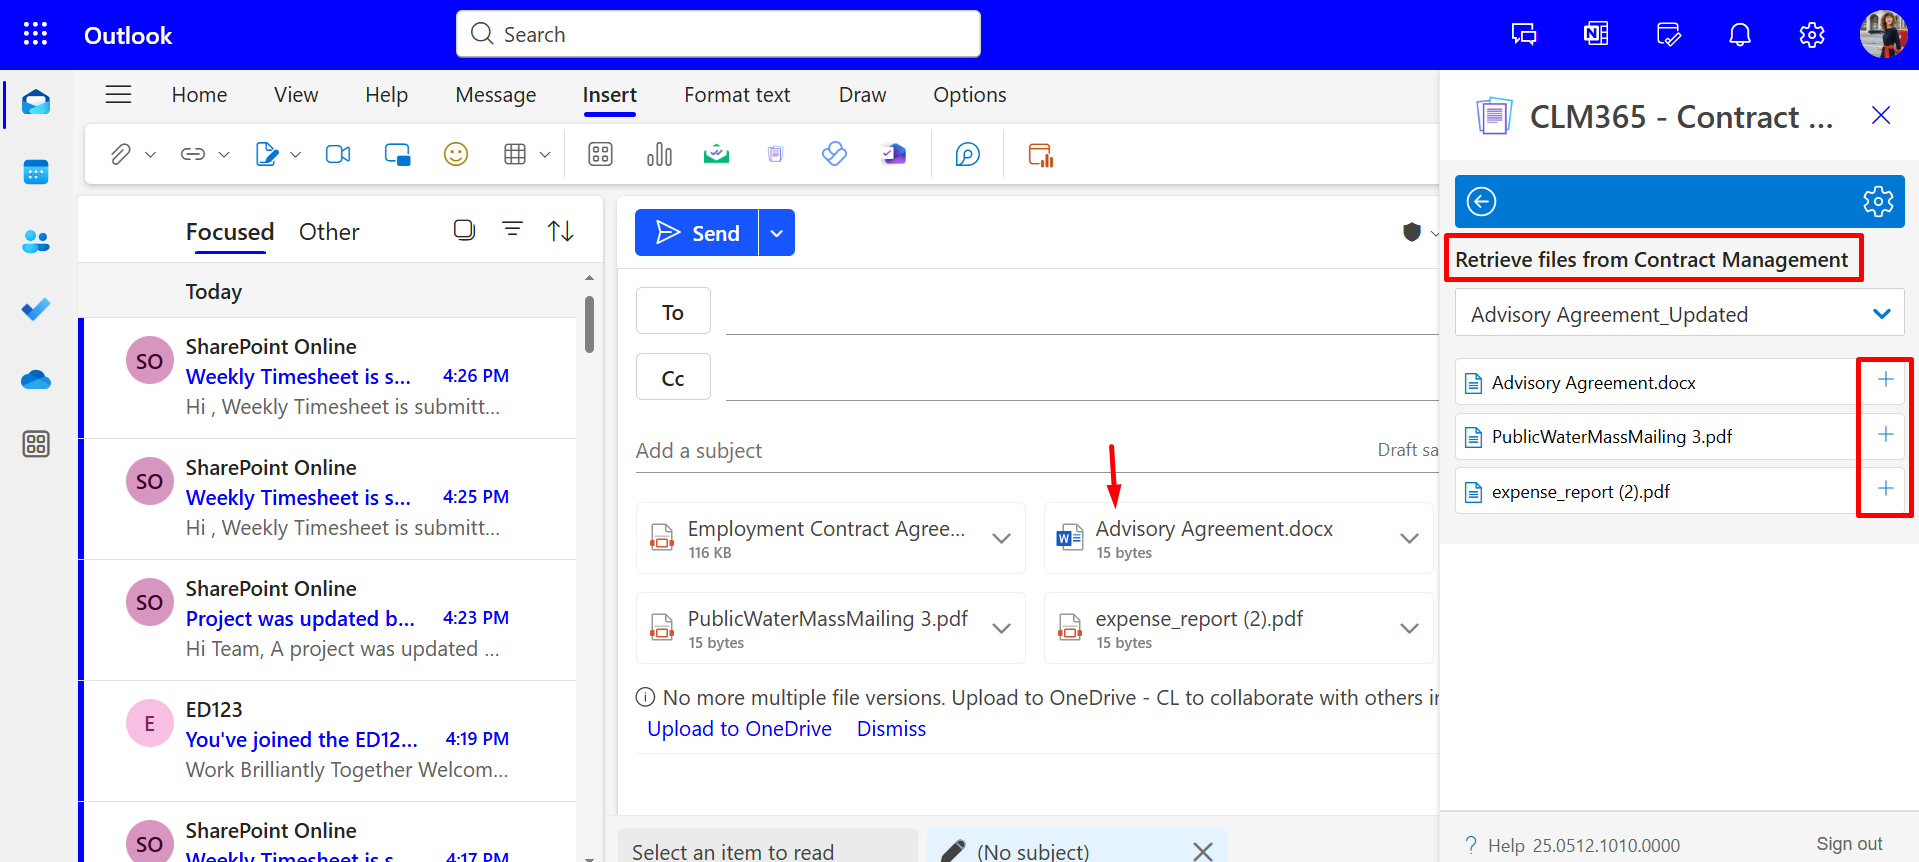 Outlook
Search
Home
View
Help
Message
Insert
Format text
Draw
Options
Focused
Other
Today
SO
SharePoint Online
Weekly Timesheet is s...
4:26 PM
Hi , Weekly Timesheet is submitt...
SO
SharePoint Online
Weekly Timesheet is s...
4:25 PM
Hi , Weekly Timesheet is submitt...
SO
SharePoint Online
Project was updated b...
4:23 PM
Hi Team, A project was updated ...
E
ED123
You've joined the ED12...
4:19 PM
Work Brilliantly Together Welcom...
SO
SharePoint Online
Weekly Timesheet is s...
4:17 PM
Send
To
Cc
Add a subject
Draft sa
Employment Contract Agree...
116 KB
Advisory Agreement.docx
15 bytes
PublicWaterMassMailing 3.pdf
15 bytes
expense_report (2).pdf
15 bytes
No more multiple file versions. Upload to OneDrive - CL to collaborate with others in
Upload to OneDrive
Dismiss
Select an item to read
(No subject)
CLM365 - Contract ...
Retrieve files from Contract Management
Advisory Agreement_Updated
Advisory Agreement.docx
PublicWaterMassMailing 3.pdf
expense_report (2).pdf
? Help 25.0512.1010.0000
Sign out